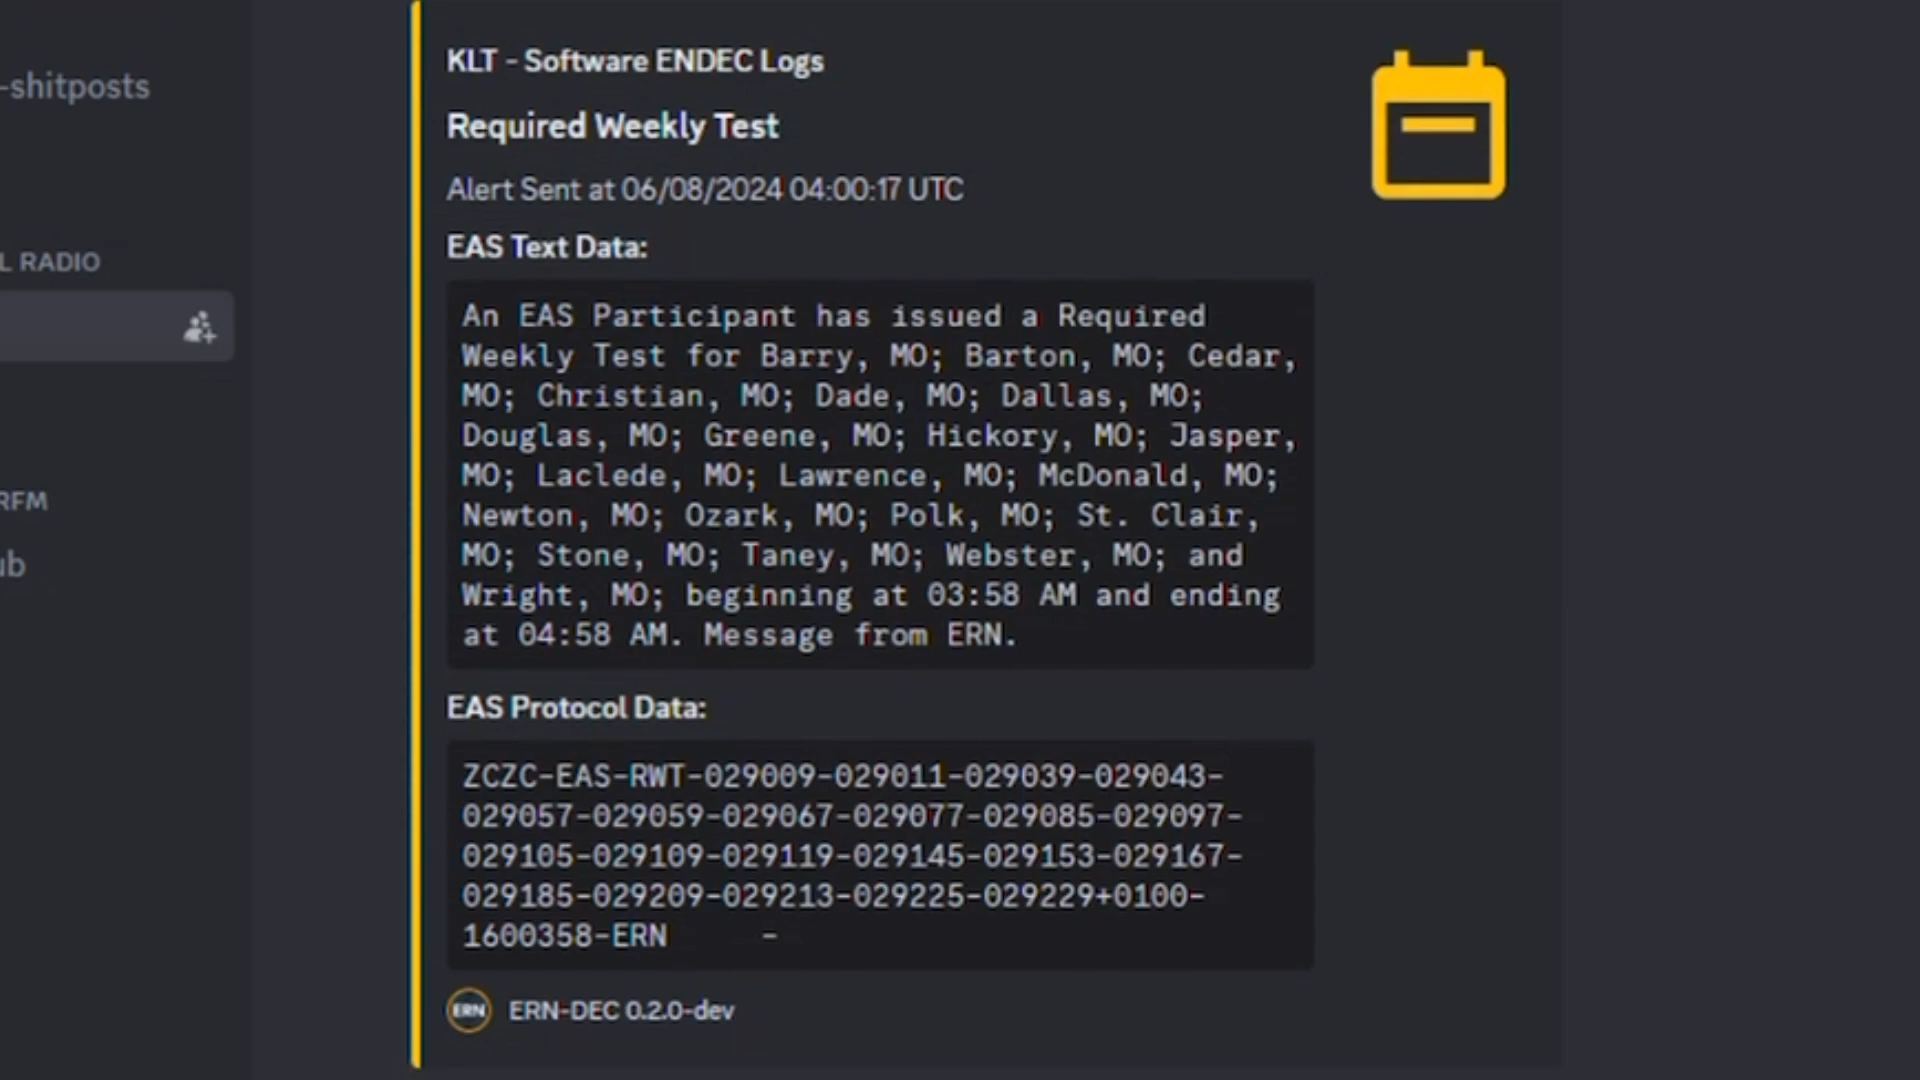 -shitposts
L RADIO
RFM
ub
KLT - Software ENDEC Logs
Required Weekly Test
Alert Sent at 06/08/2024 04:00:17 UTC
EAS Text Data:
An EAS Participant has issued a Required
Weekly Test for Barry, MO; Barton, MO; Cedar,
MO; Christian, MO; Dade, MO; Dallas, MO;
Douglas, MO; Greene, MO; Hickory, MO; Jasper,
MO; Laclede, MO; Lawrence, MO; McDonald, MO;
Newton, MO; Ozark, MO; Polk, MO; St. Clair,
MO; Stone, MO; Taney, MO; Webster, MO; and
Wright, MO; beginning at 03:58 AM and ending
at 04:58 AM. Message from ERN.
EAS Protocol Data:
ZCZC-EAS-RWT-029009-029011-029039-029043-
029057-029059-029067-029077-029085-029097-
029105-029109-029119-029145-029153-029167-
029185-029209-029213-029225-029229+0100-
1600358-ERN     -
ERN ERN-DEC 0.2.0-dev